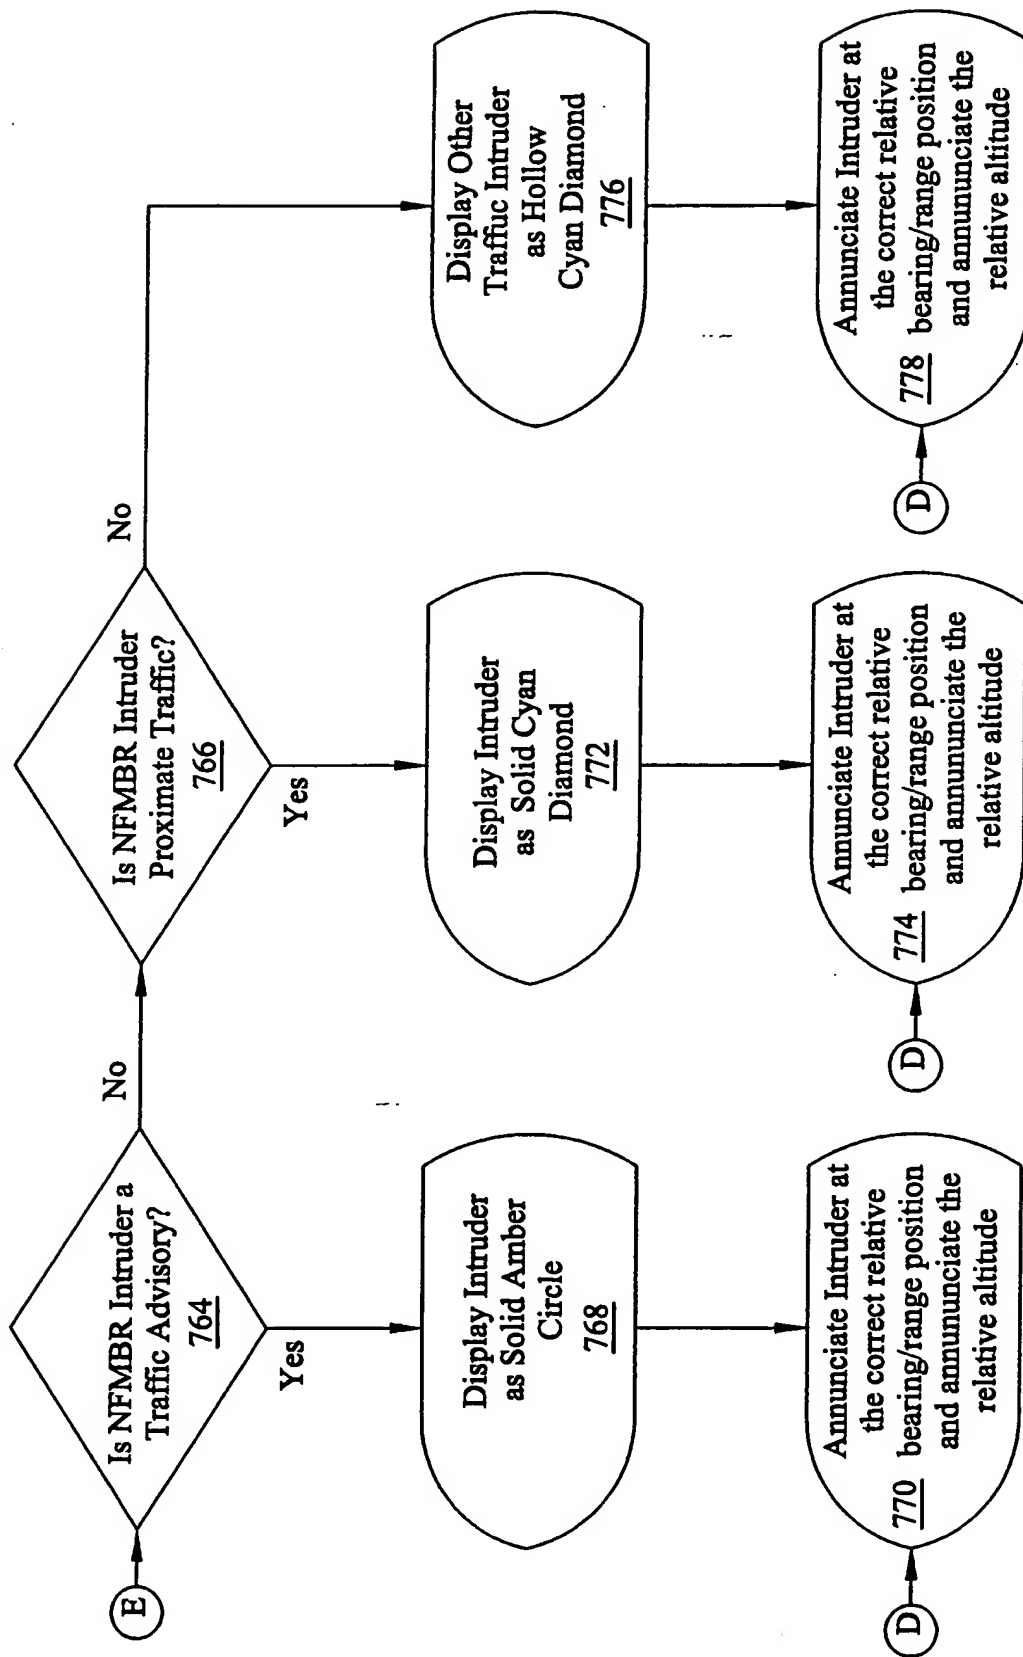 E
Is NFMBR Intruder a
Traffic Advisory?
764
No
Yes
Is NFMBR Intruder
Proximate Traffic?
766
No
Yes
Display Intruder
as Solid Amber
Circle
768
Display Intruder
as Solid Cyan
Diamond
772
Display Other
Traffuc Intruder
as Hollow
Cyan Diamond
776
D
Annunciate Intruder at
the correct relative
770 bearing/range position
and annunciate the
relative altitude
D
Annunciate Intruder at
the correct relative
774 bearing/range position
and annunciate the
relative altitude
D
Annunciate Intruder at
the correct relative
778 bearing/range position
and annunciate the
relative altitude